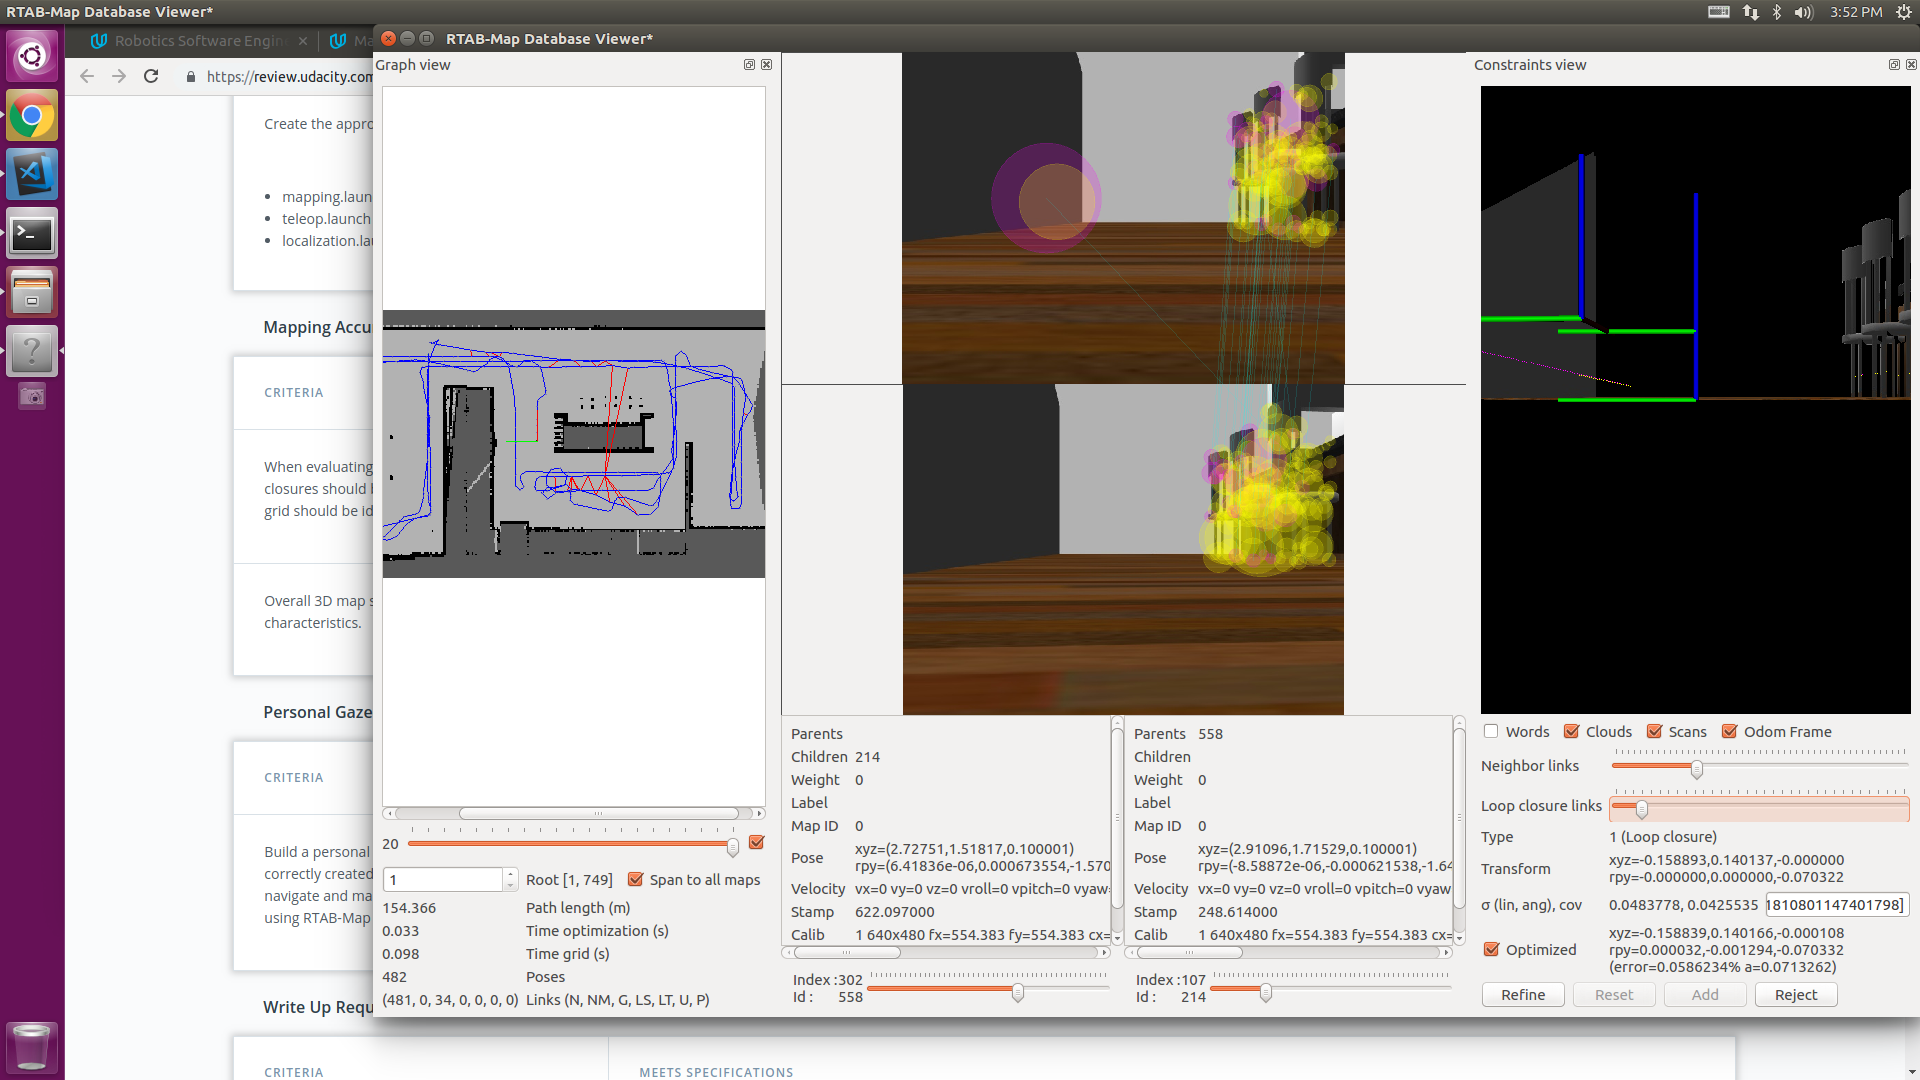 RTAB-Map Database Viewer*
3:52 PM
Robotics Software Engin
Ma
RTAB-Map Database Viewer*
https://review.udacity.com
Graph view
Constraints view
Create the appro
mapping.laun
teleop.launch
localization.la
Mapping Accu
CRITERIA
When evaluating
closures should b
grid should be id
Overall 3D map s
characteristics.
Personal Gaze
CRITERIA
Build a personal
correctly created
navigate and ma
using RTAB-Map
Write Up Requ
CRITERIA
MEETS SPECIFICATIONS
20
1
Root [1, 749]
Span to all maps
154.366 Path length (m)
0.033 Time optimization (s)
0.098 Time grid (s)
482 Poses
(481, 0, 34, 0, 0, 0, 0) Links (N, NM, G, LS, LT, U, P)
Parents
Children 214
Weight 0
Label
Map ID 0
Pose xyz=(2.72751,1.51817,0.100001)
rpy=(6.41836e-06,0.000673554,-1.570
Velocity vx=0 vy=0 vz=0 vroll=0 vpitch=0 vyaw=
Stamp 622.097000
Calib 1 640x480 fx=554.383 fy=554.383 cx=
Index :302
Id : 558
Parents 558
Children
Weight 0
Label
Map ID 0
Pose xyz=(2.91096,1.71529,0.100001)
rpy=(-8.58872e-06,-0.000621538,-1.64
Velocity vx=0 vy=0 vz=0 vroll=0 vpitch=0 vyaw
Stamp 248.614000
Calib 1 640x480 fx=554.383 fy=554.383 cx=
Index :107
Id : 214
Words Clouds Scans Odom Frame
Neighbor links
Loop closure links
Type 1 (Loop closure)
Transform xyz=-0.158893,0.140137,-0.000000
rpy=-0.000000,0.000000,-0.070322
σ (lin, ang), cov 0.0483778, 0.0425535 1810801147401798]
Optimized xyz=-0.158839,0.140166,-0.000108
rpy=0.000032,-0.001294,-0.070332
(error=0.0586234% a=0.0713262)
Refine Reset Add Reject